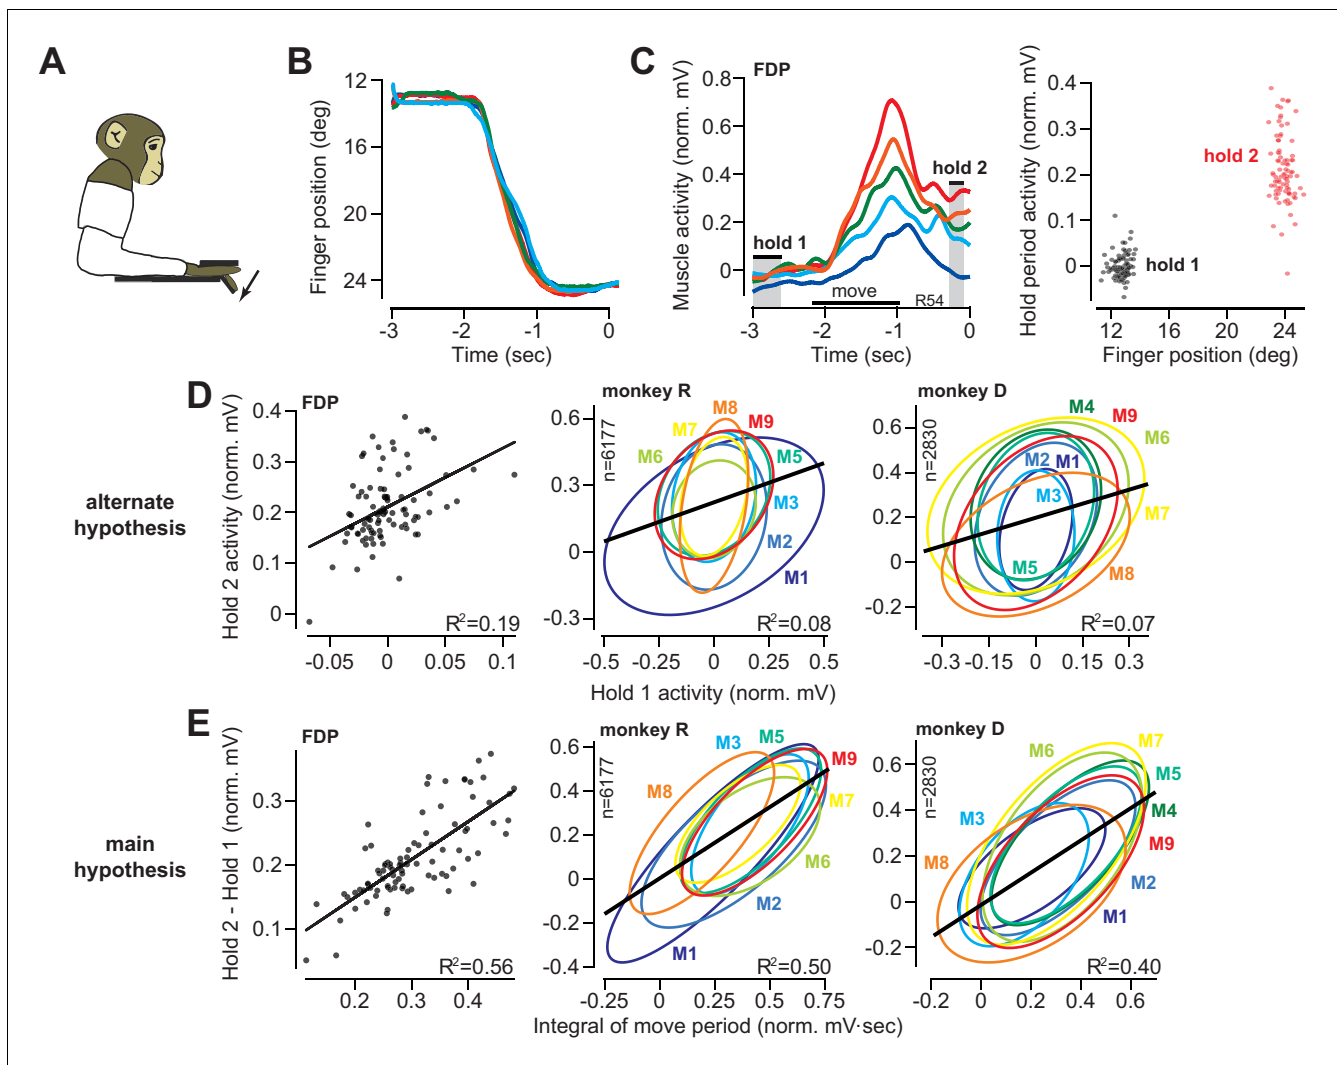 A
B
12
16
20
24
Finger position (deg)
-3
-2
-1
0
Time (sec)
C
FDP
0.8
0.6
0.4
0.2
0
Muscle activity (norm. mV)
hold 1
hold 2
move
R54
-3
-2
-1
0
Time (sec)
Hold period activity (norm. mV)
0.4
0.3
0.2
0.1
0
hold 2
hold 1
12
16
20
24
Finger position (deg)
D
alternate
hypothesis
FDP
Hold 2 activity (norm. mV)
0.4
0.3
0.2
0.1
0
R2=0.19
-0.05
0
0.05
0.1
monkey R
n=6177
0.6
0.3
0
-0.3
M8
M7
M9
M6
M5
M3
M2
M1
R2=0.08
-0.5
-0.25
0
0.25
0.5
Hold 1 activity (norm. mV)
monkey D
n=2830
0.6
0.4
0.2
0
-0.2
M4
M9
M6
M2
M1
M3
M7
M5
M8
R2=0.07
-0.3
-0.15
0
0.15
0.3
E
main
hypothesis
FDP
Hold 2 - Hold 1 (norm. mV)
0.3
0.2
0.1
R2=0.56
0.2
0.3
0.4
monkey R
n=6177
0.6
0.4
0.2
0
-0.2
-0.4
M3
M5
M9
M8
M7
M6
M2
M1
R2=0.50
-0.25
0
0.25
0.5
0.75
Integral of move period (norm. mV·sec)
monkey D
n=2830
0.6
0.4
0.2
0
-0.2
M7
M6
M5
M3
M4
M9
M8
M2
M1
R2=0.40
-0.2
0
0.2
0.4
0.6